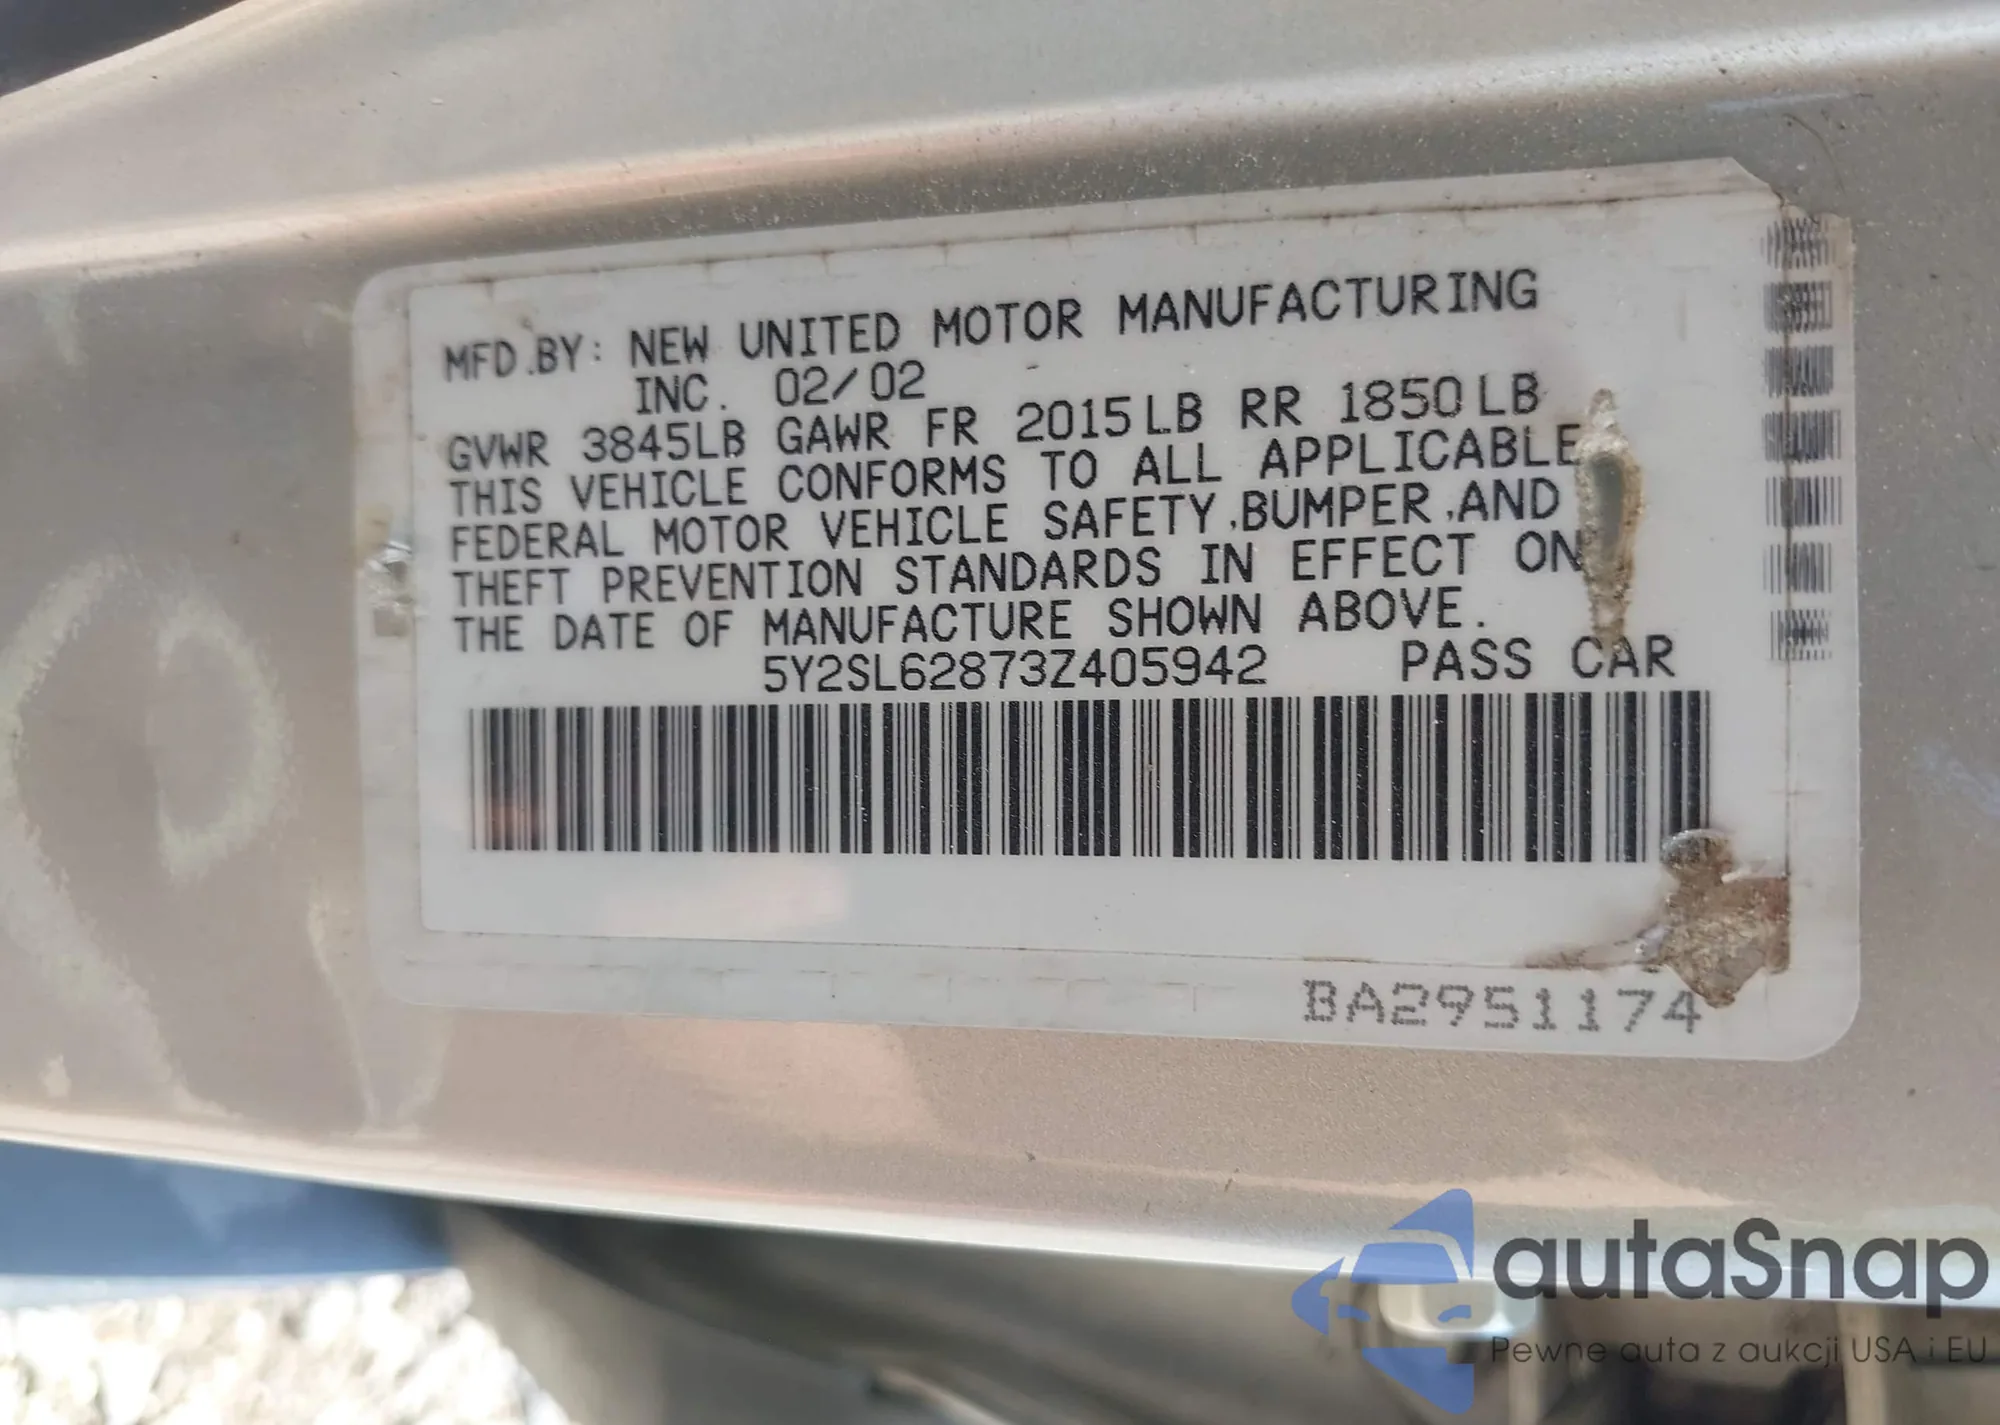 MFD.BY: NEW UNITED MOTOR MANUFACTURING
INC. 02/02
GVWR 3845LB GAWR FR 2015LB RR 1850LB
THIS VEHICLE CONFORMS TO ALL APPLICABLE
FEDERAL MOTOR VEHICLE SAFETY,BUMPER,AND
THEFT PREVENTION STANDARDS IN EFFECT ON
THE DATE OF MANUFACTURE SHOWN ABOVE.
5Y2SL62873Z405942 PASS CAR
BA2951174
autaSnap
Pewne auta z aukcji USA i EU